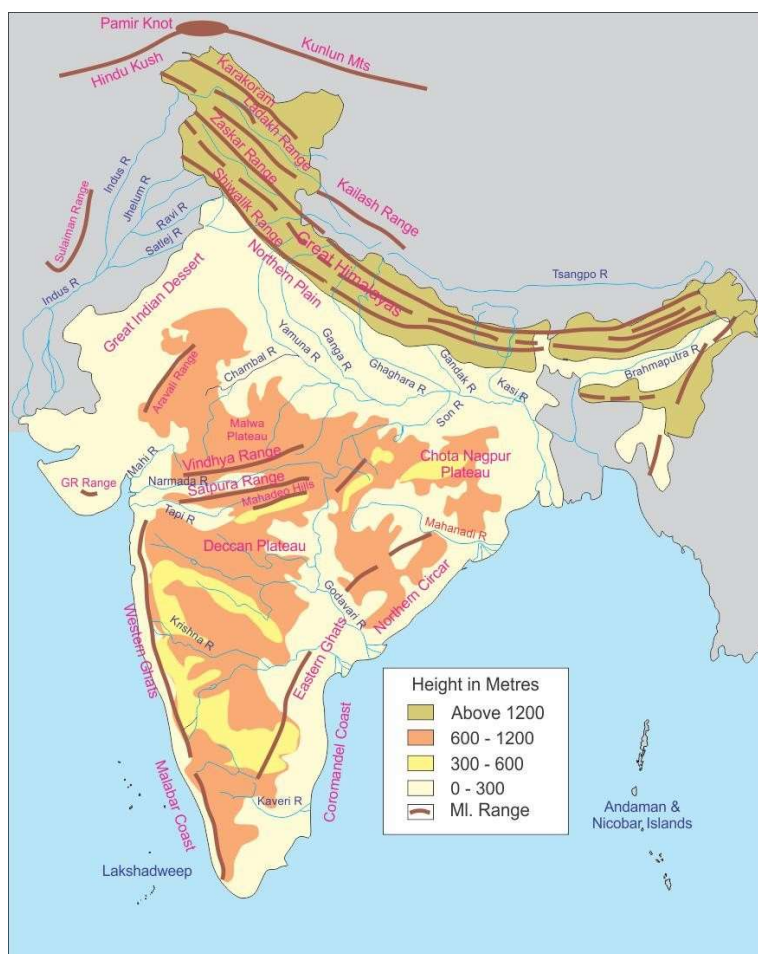 Pamir Knot
Hindu Kush
Kunlun Mts
Karakoram
Ladakh Range
Zaskar Range
Kailash Range
Shiwalik Range
Sulaiman Range
Indus R
Jhelum R
Ravi R
Satlej R
Indus R
Great Himalayas
Northern Plain
Tsangpo R
Great Indian Dessert
Brahmaputra R
Yamuna R
Ganga R
Ghaghara R
Gandak R
Kasi R
Chambal R
Aravali Range
Son R
Malwa
Plateau
Vindhya Range
Chota Nagpur
Plateau
Mahi R
GR Range
Narmada R
Satpura Range
Mahadeo Hills
Tapi R
Mahanadi R
Deccan Plateau
Northern Circar
Godavari R
Western Ghats
Krishna R
Eastern Ghats
Coromandel Coast
Malabar Coast
Kaveri R
Lakshadweep
Andaman &
Nicobar Islands
Height in Metres
Above 1200
600 - 1200
300 - 600
0 - 300
Ml. Range